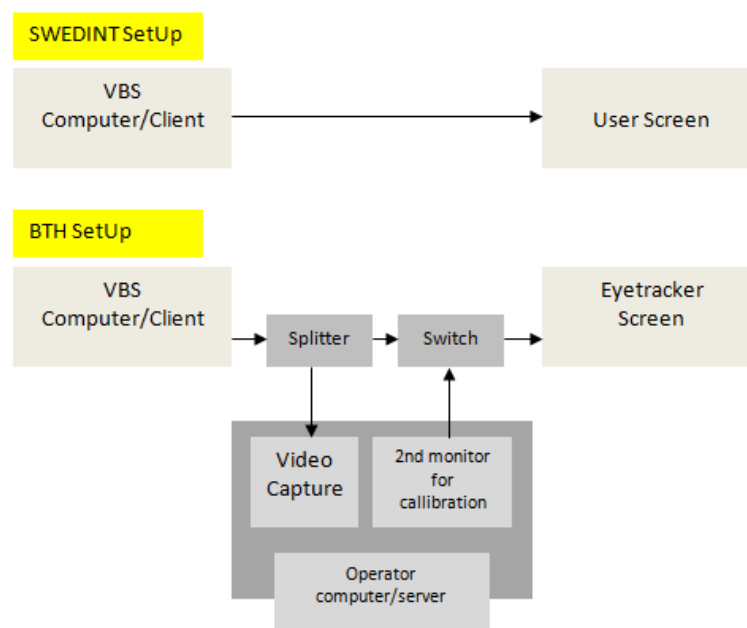 SWEDINT SetUp
VBS
Computer/Client
User Screen
BTH SetUp
VBS
Computer/Client
Eyetracker
Screen
Splitter
Switch
Video
Capture
2nd monitor
for
callibration
Operator
computer/server